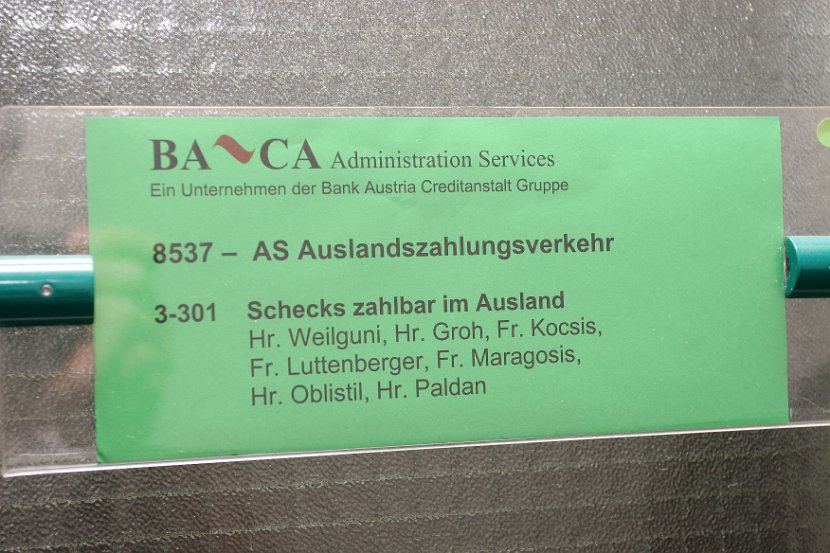 BA~CA Administration Services
Ein Unternehmen der Bank Austria Creditanstalt Gruppe
8537 – AS Auslandszahlungsverkehr
3-301 Schecks zahlbar im Ausland
Hr. Weilguni, Hr. Groh, Fr. Kocsis,
Fr. Luttenberger, Fr. Maragosis,
Hr. Oblistil, Hr. Paldan